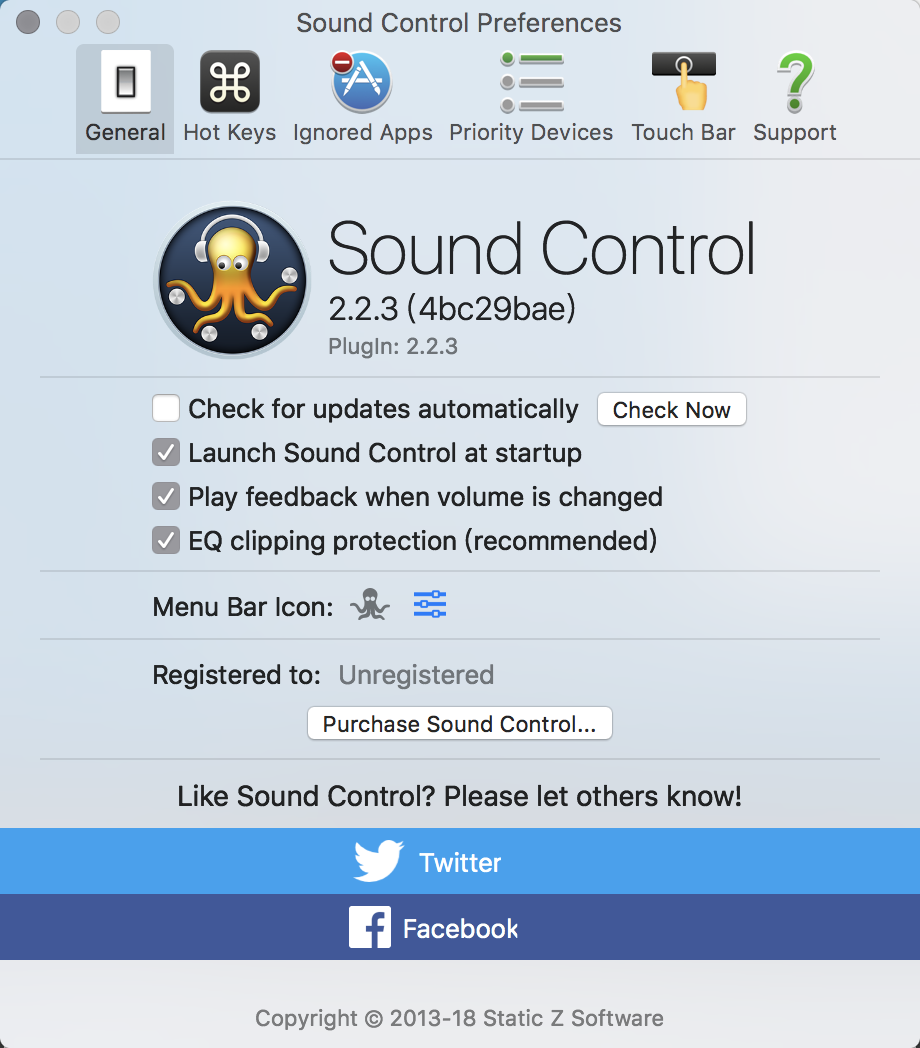 Sound Control Preferences
General Hot Keys Ignored Apps Priority Devices Touch Bar Support
Sound Control
2.2.3 (4bc29bae)
PlugIn: 2.2.3
Check for updates automatically Check Now
Launch Sound Control at startup
Play feedback when volume is changed
EQ clipping protection (recommended)
Menu Bar Icon:
Registered to: Unregistered
Purchase Sound Control...
Like Sound Control? Please let others know!
Twitter
Facebook
Copyright © 2013-18 Static Z Software